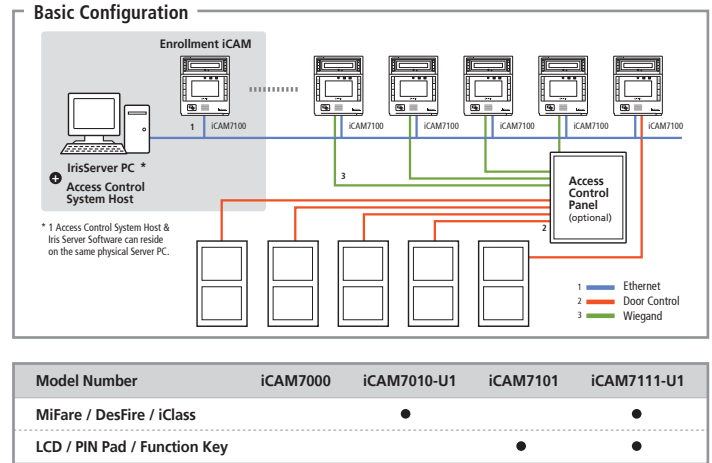 Basic Configuration
Enrollment iCAM
1
iCAM7100
iCAM7100
iCAM7100
iCAM7100
iCAM7100
iCAM7100
IrisServer PC *
Access Control
System Host
3
Access
Control
Panel
(optional)
2
* 1 Access Control System Host &
Iris Server Software can reside
on the same physical Server PC.
1 Ethernet
2 Door Control
3 Wiegand
Model Number iCAM7000 iCAM7010-U1 iCAM7101 iCAM7111-U1
MiFare / DesFire / iClass ● ●
LCD / PIN Pad / Function Key ● ●